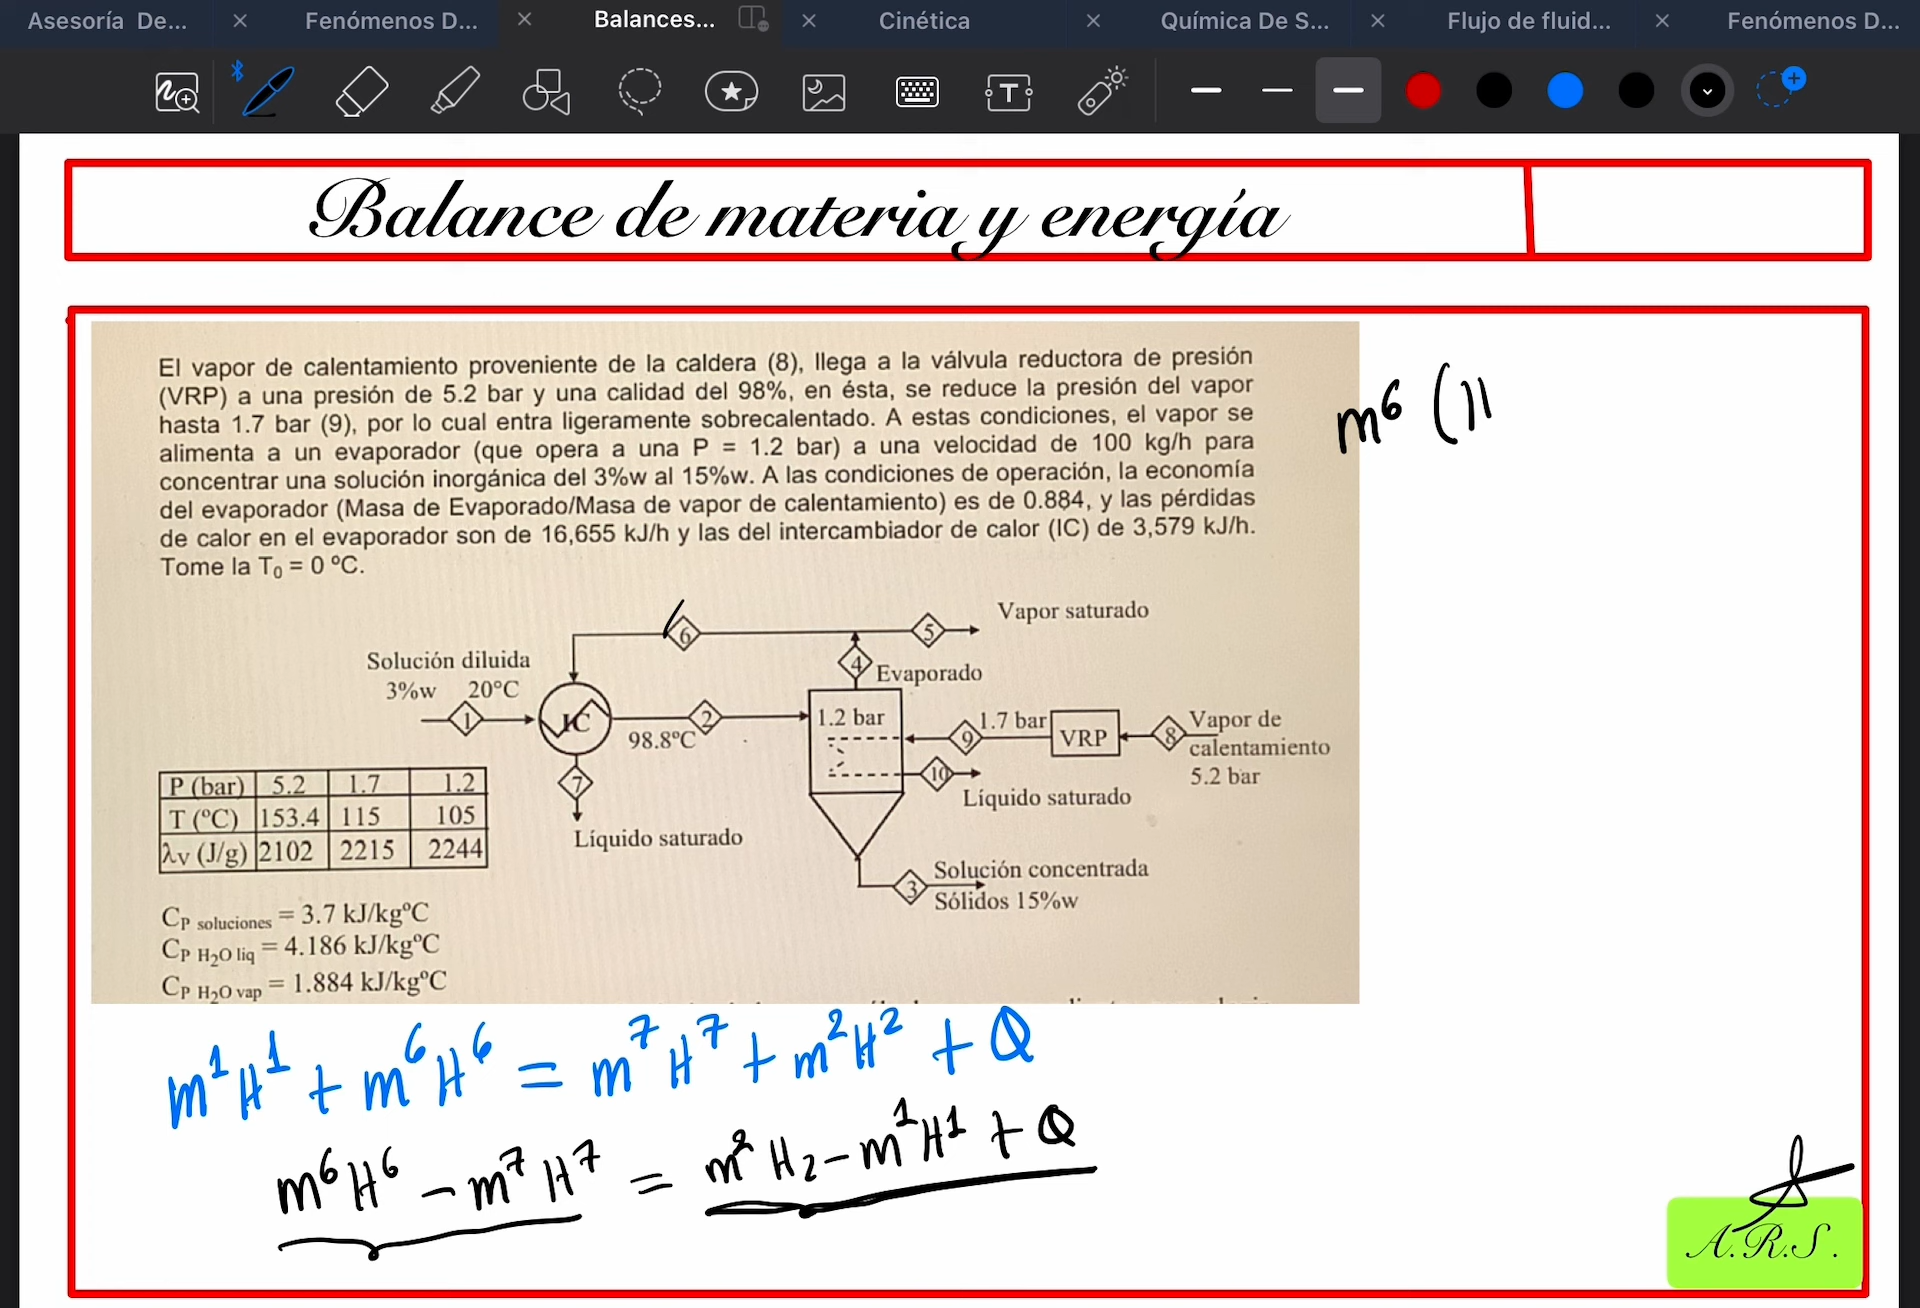 Asesoría De... Fenómenos D... Balances... Cinética Química De S... Flujo de fluid... Fenómenos D...
T
Balance de materia y energía
El vapor de calentamiento proveniente de la caldera (8), llega a la válvula reductora de presión
(VRP) a una presión de 5.2 bar y una calidad del 98%, en ésta, se reduce la presión del vapor
hasta 1.7 bar (9), por lo cual entra ligeramente sobrecalentado. A estas condiciones, el vapor se
alimenta a un evaporador (que opera a una P = 1.2 bar) a una velocidad de 100 kg/h para
concentrar una solución inorgánica del 3%w al 15%w. A las condiciones de operación, la economía
del evaporador (Masa de Evaporado/Masa de vapor de calentamiento) es de 0.884, y las pérdidas
de calor en el evaporador son de 16,655 kJ/h y las del intercambiador de calor (IC) de 3,579 kJ/h.
Tome la T₀ = 0 ºC.
m⁶ (
6
5
Vapor saturado
Solución diluida
3%w 20°C
4
Evaporado
1
IC
2
98.8ºC
1.2 bar
9
1.7 bar
VRP
8
Vapor de
calentamiento
5.2 bar
7
10
Líquido saturado
Líquido saturado
3
Solución concentrada
Sólidos 15%w
P (bar) 5.2 1.7 1.2
T (ºC) 153.4 115 105
λv (J/g) 2102 2215 2244
CP soluciones = 3.7 kJ/kgºC
CP H₂O liq = 4.186 kJ/kgºC
CP H₂O vap = 1.884 kJ/kgºC
m¹H¹ + m⁶H⁶ = m⁷H⁷ + m²H² + Q
m⁶H⁶ - m⁷H⁷ = m²H₂ - m¹H¹ + Q
A.R.S.